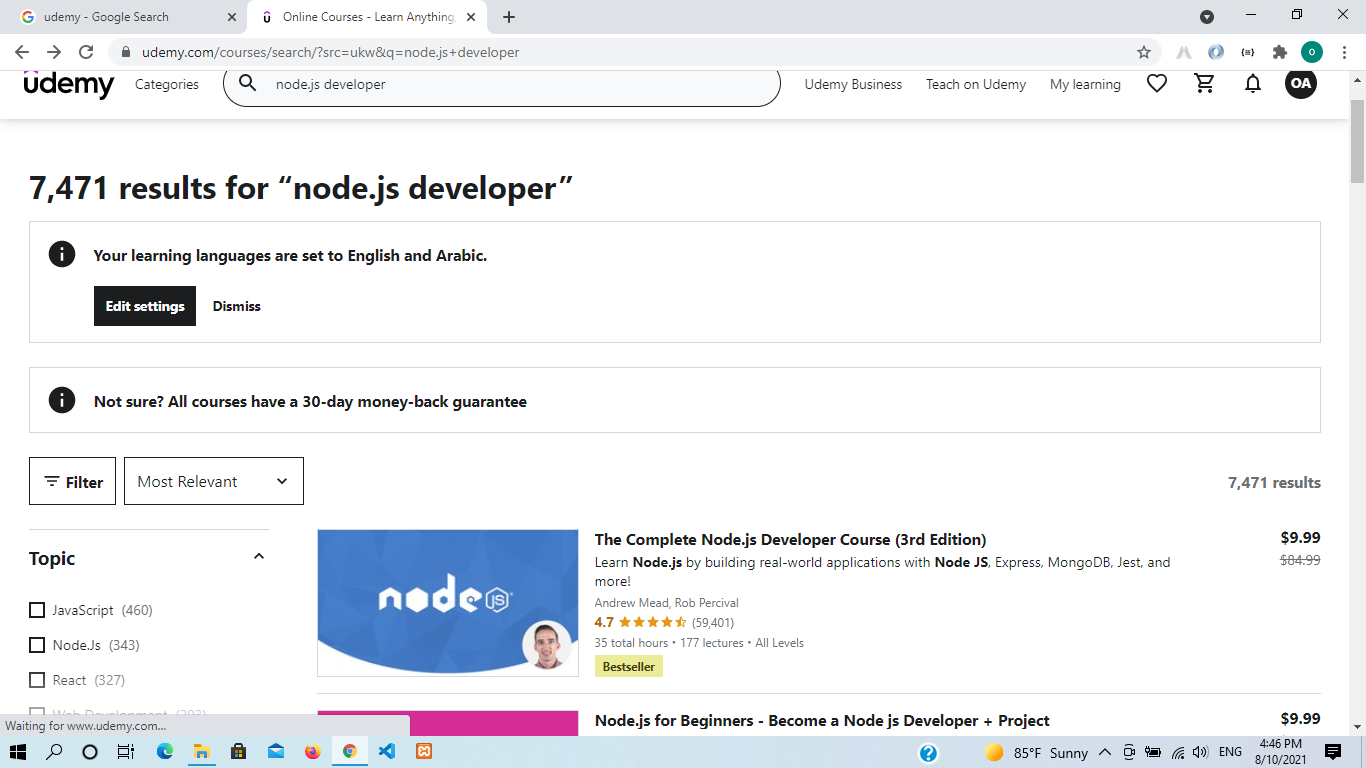 udemy - Google Search
Online Courses - Learn Anything,
udemy.com/courses/search/?src=ukw&q=node.js+developer
O
udemy
Categories
node.js developer
Udemy Business
Teach on Udemy
My learning
OA
7,471 results for “node.js developer”
Your learning languages are set to English and Arabic.
Edit settings
Dismiss
Not sure? All courses have a 30-day money-back guarantee
Filter
Most Relevant
7,471 results
Topic
JavaScript (460)
Node.Js (343)
React (327)
Web Development (293)
node JS
The Complete Node.js Developer Course (3rd Edition)
$9.99
Learn Node.js by building real-world applications with Node JS, Express, MongoDB, Jest, and
$84.99
more!
Andrew Mead, Rob Percival
4.7 (59,401)
35 total hours • 177 lectures • All Levels
Bestseller
Node.js for Beginners - Become a Node js Developer + Project
$9.99
Waiting for www.udemy.com...
85°F Sunny
ENG
4:46 PM
8/10/2021